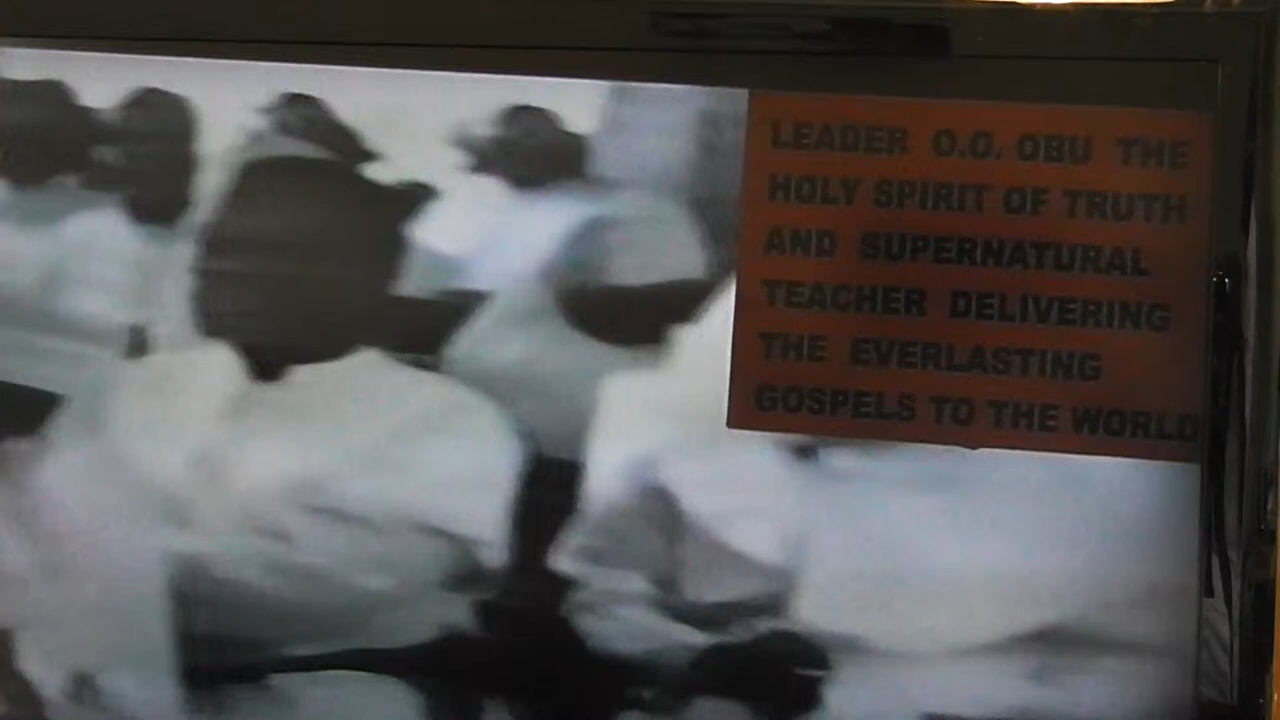 LEADER O.O. OBU THE
HOLY SPIRIT OF TRUTH
AND SUPERNATURAL
TEACHER DELIVERING
THE EVERLASTING
GOSPELS TO THE WORLD